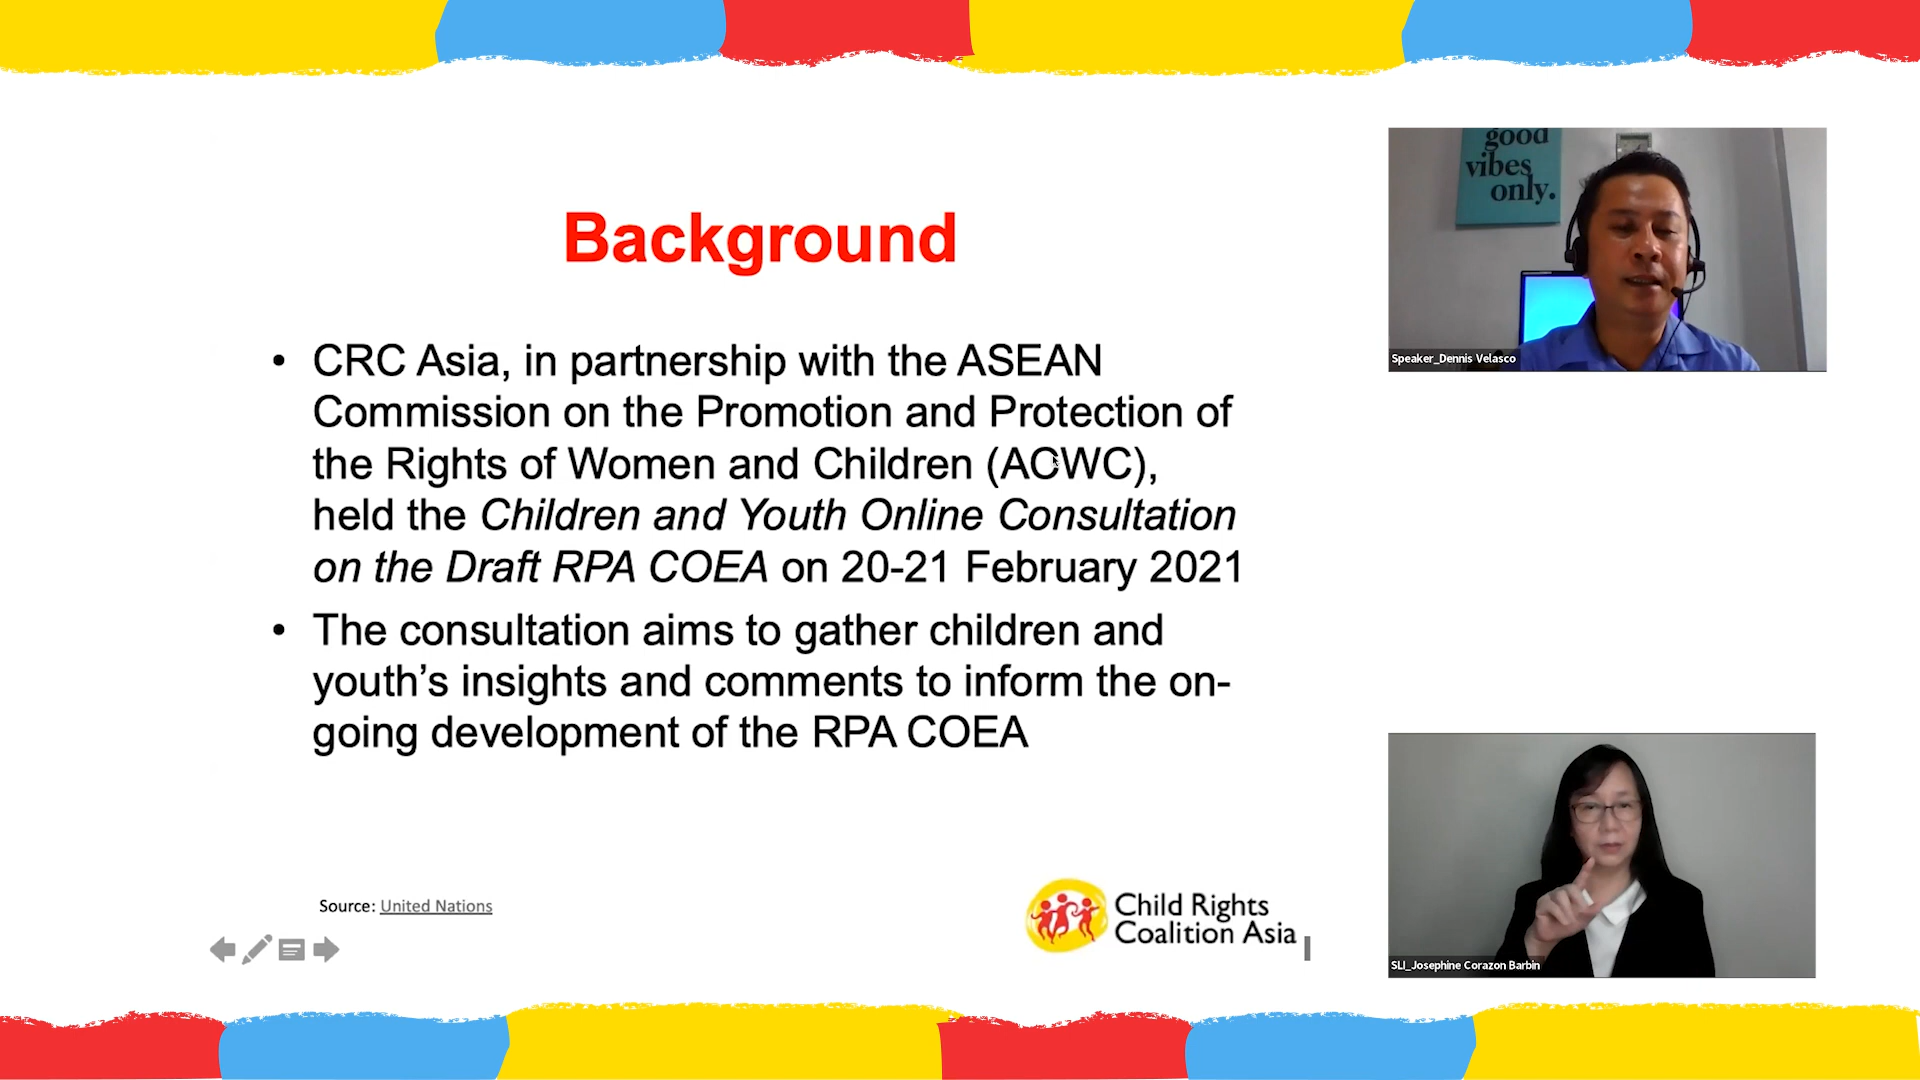 Background
• CRC Asia, in partnership with the ASEAN
Commission on the Promotion and Protection of
the Rights of Women and Children (ACWC),
held the Children and Youth Online Consultation
on the Draft RPA COEA on 20-21 February 2021
• The consultation aims to gather children and
youth’s insights and comments to inform the on-
going development of the RPA COEA
Source: United Nations
Child Rights
Coalition Asia
good
vibes
only.
Speaker_Dennis Velasco
SLI_Josephine Corazon Barbin